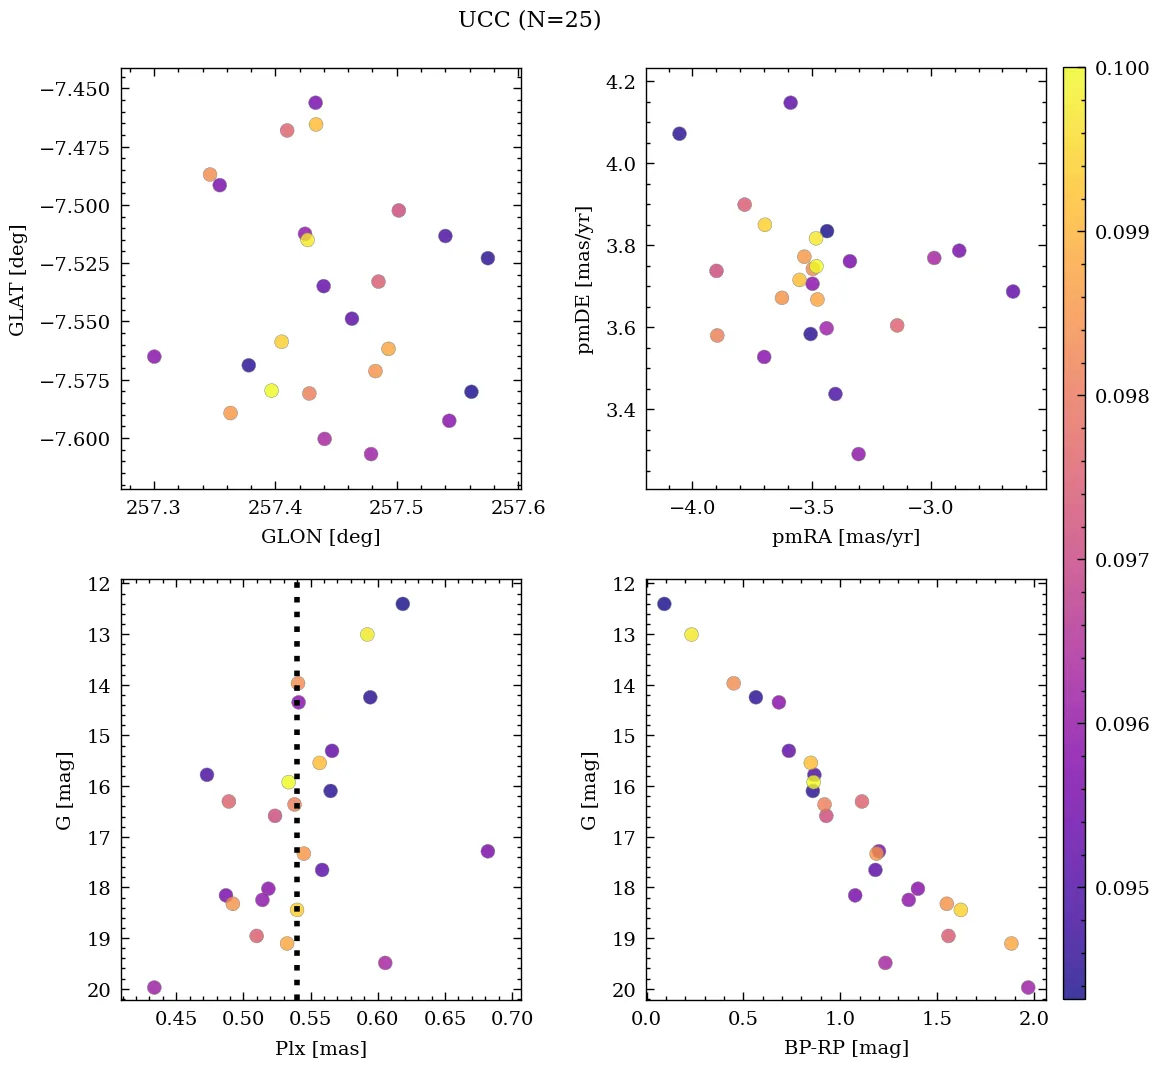 UCC (N=25)
−7.450
−7.475
−7.500
−7.525
−7.550
−7.575
−7.600
GLAT [deg]
257.3 257.4 257.5 257.6
GLON [deg]
4.2
4.0
3.8
3.6
3.4
pmDE [mas/yr]
−4.0 −3.5 −3.0
pmRA [mas/yr]
12
13
14
15
16
17
18
19
20
G [mag]
0.45 0.50 0.55 0.60 0.65 0.70
Plx [mas]
12
13
14
15
16
17
18
19
20
G [mag]
0.0 0.5 1.0 1.5 2.0
BP-RP [mag]
0.100
0.099
0.098
0.097
0.096
0.095